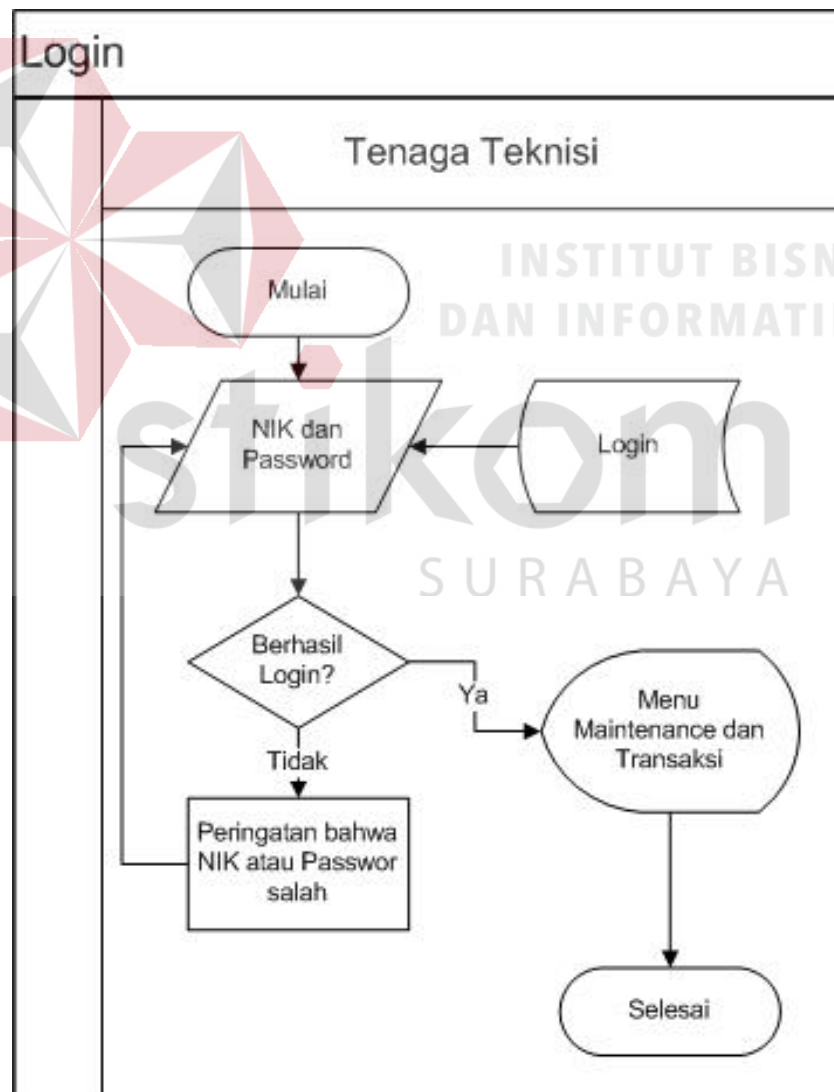 Login
Tenaga Teknisi
INSTITUT BISN
DAN INFORMATI
Mulai
stikom
SURABAYA
NIK dan
Password
Login
Berhasil
Login?
Ya
Tidak
Menu
Maintenance dan
Transaksi
Peringatan bahwa
NIK atau Passwor
salah
Selesai